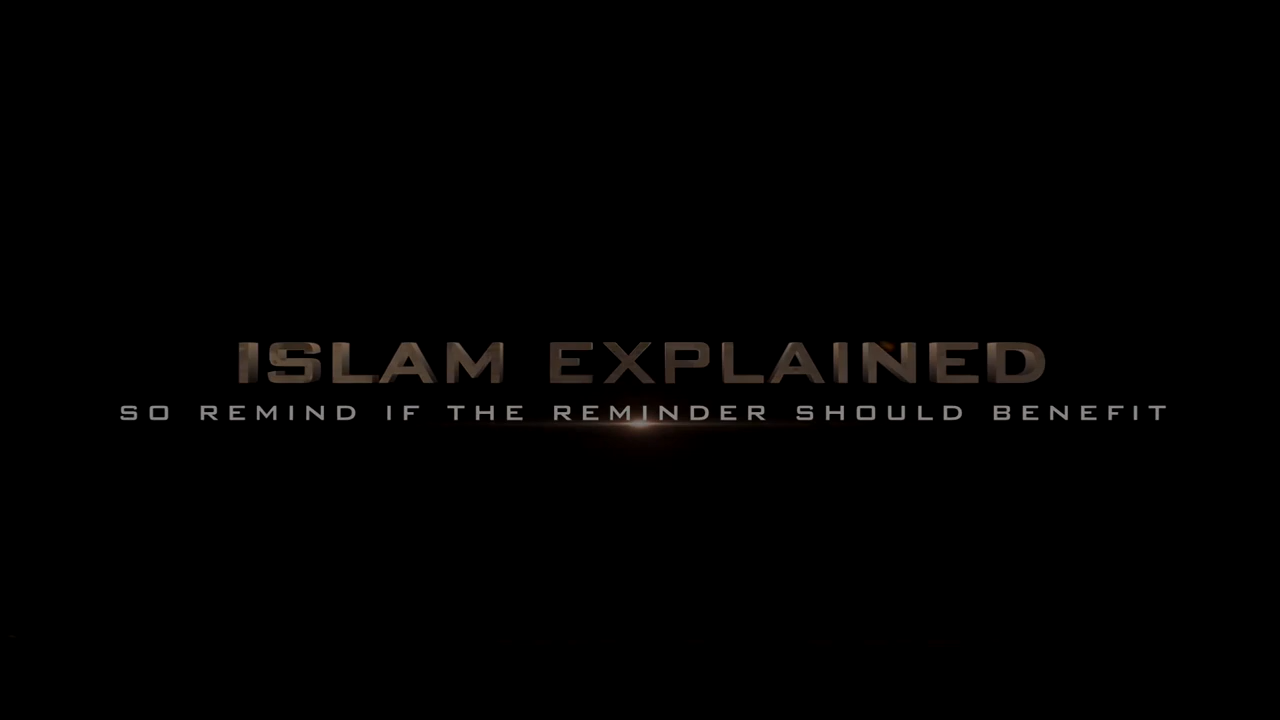 ISLAM EXPLAINED
SO REMIND IF THE REMINDER SHOULD BENEFIT